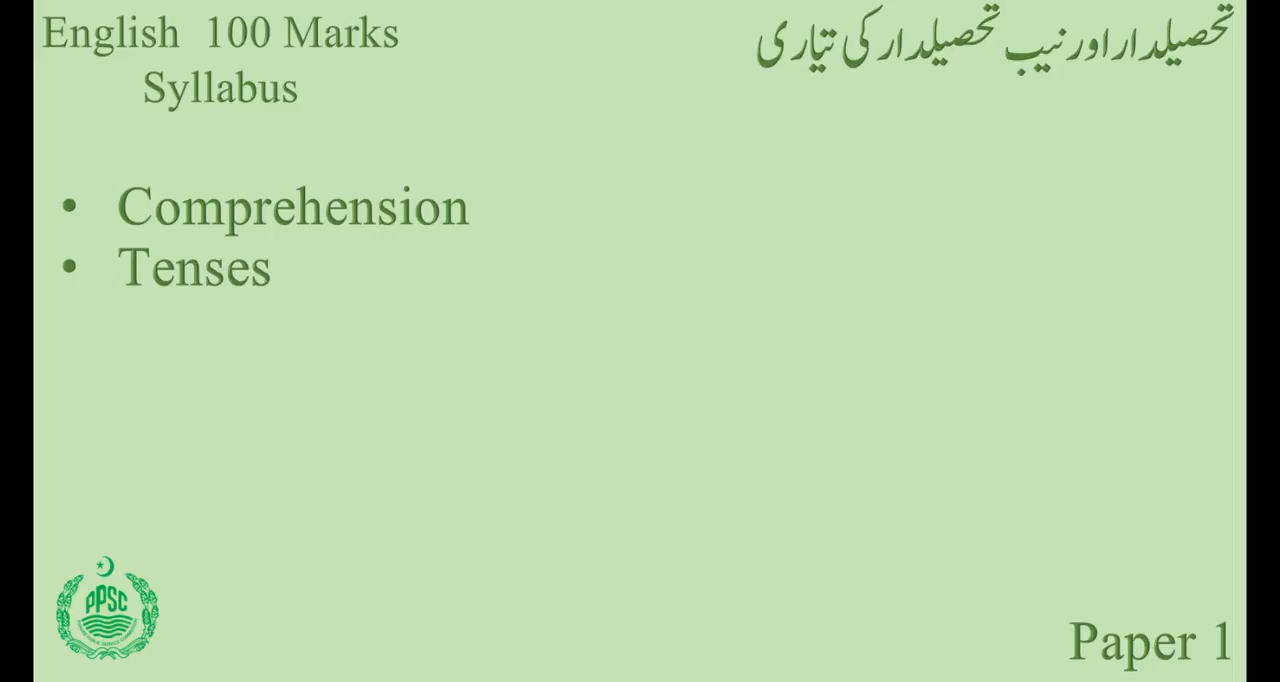 English 100 Marks
Syllabus
تحصیلدار اور نیب تحصیلدار کی تیاری
• Comprehension
• Tenses
PPSC
Paper 1